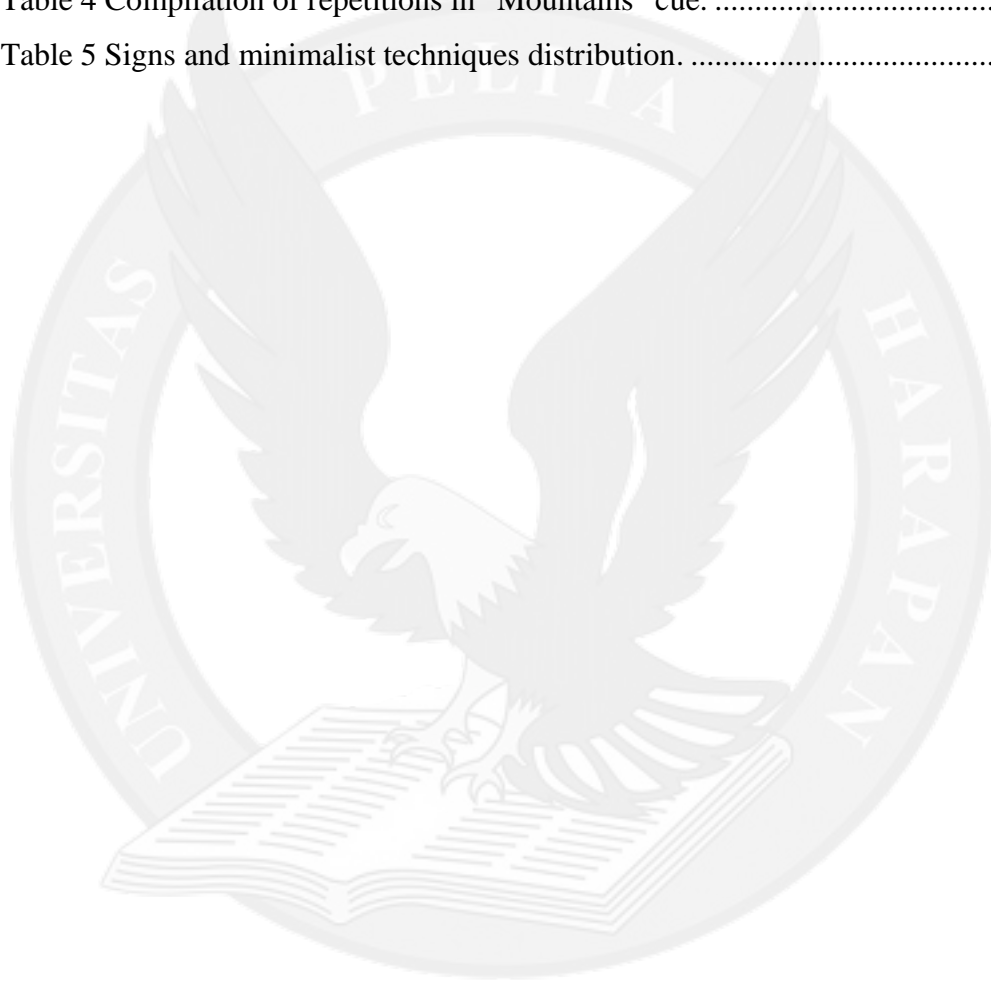 Table 4 Compilation of repetitions in "Mountains" cue. ...................................
Table 5 Signs and minimalist techniques distribution. ......................................
UNIVERSITAS PELITA HARAPAN